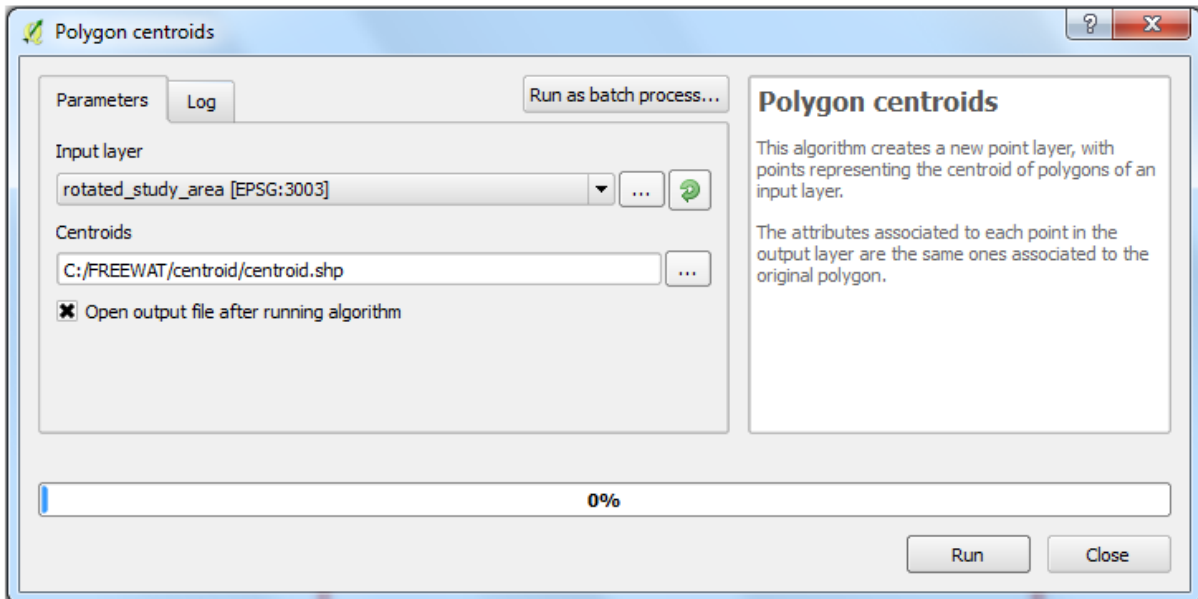 Polygon centroids
Parameters
Log
Run as batch process...
Input layer
rotated_study_area [EPSG:3003]
...
Centroids
C:/FREEWAT/centroid/centroid.shp
...
Open output file after running algorithm
Polygon centroids
This algorithm creates a new point layer, with
points representing the centroid of polygons of an
input layer.
The attributes associated to each point in the
output layer are the same ones associated to the
original polygon.
0%
Run
Close